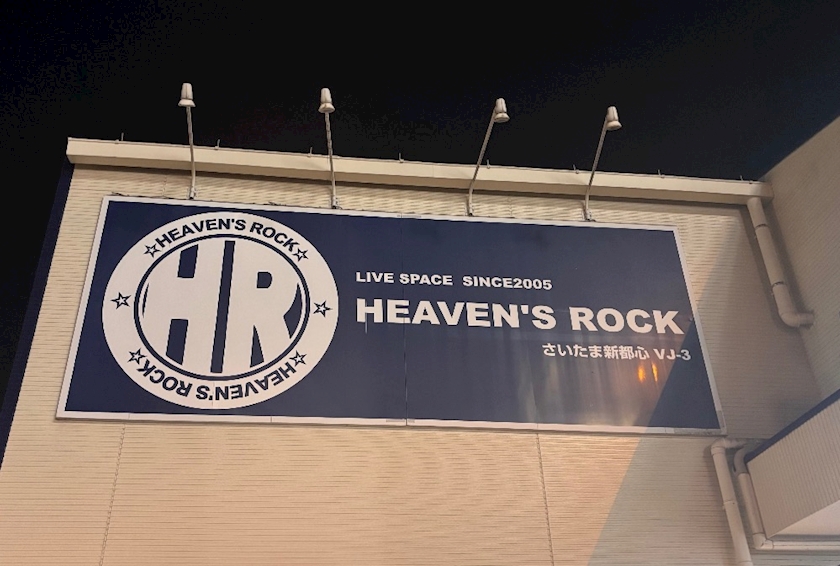 HEAVEN'S ROCK
HR
HEAVEN'S ROCK
LIVE SPACE SINCE2005
HEAVEN'S ROCK
さいたま新都心 VJ-3